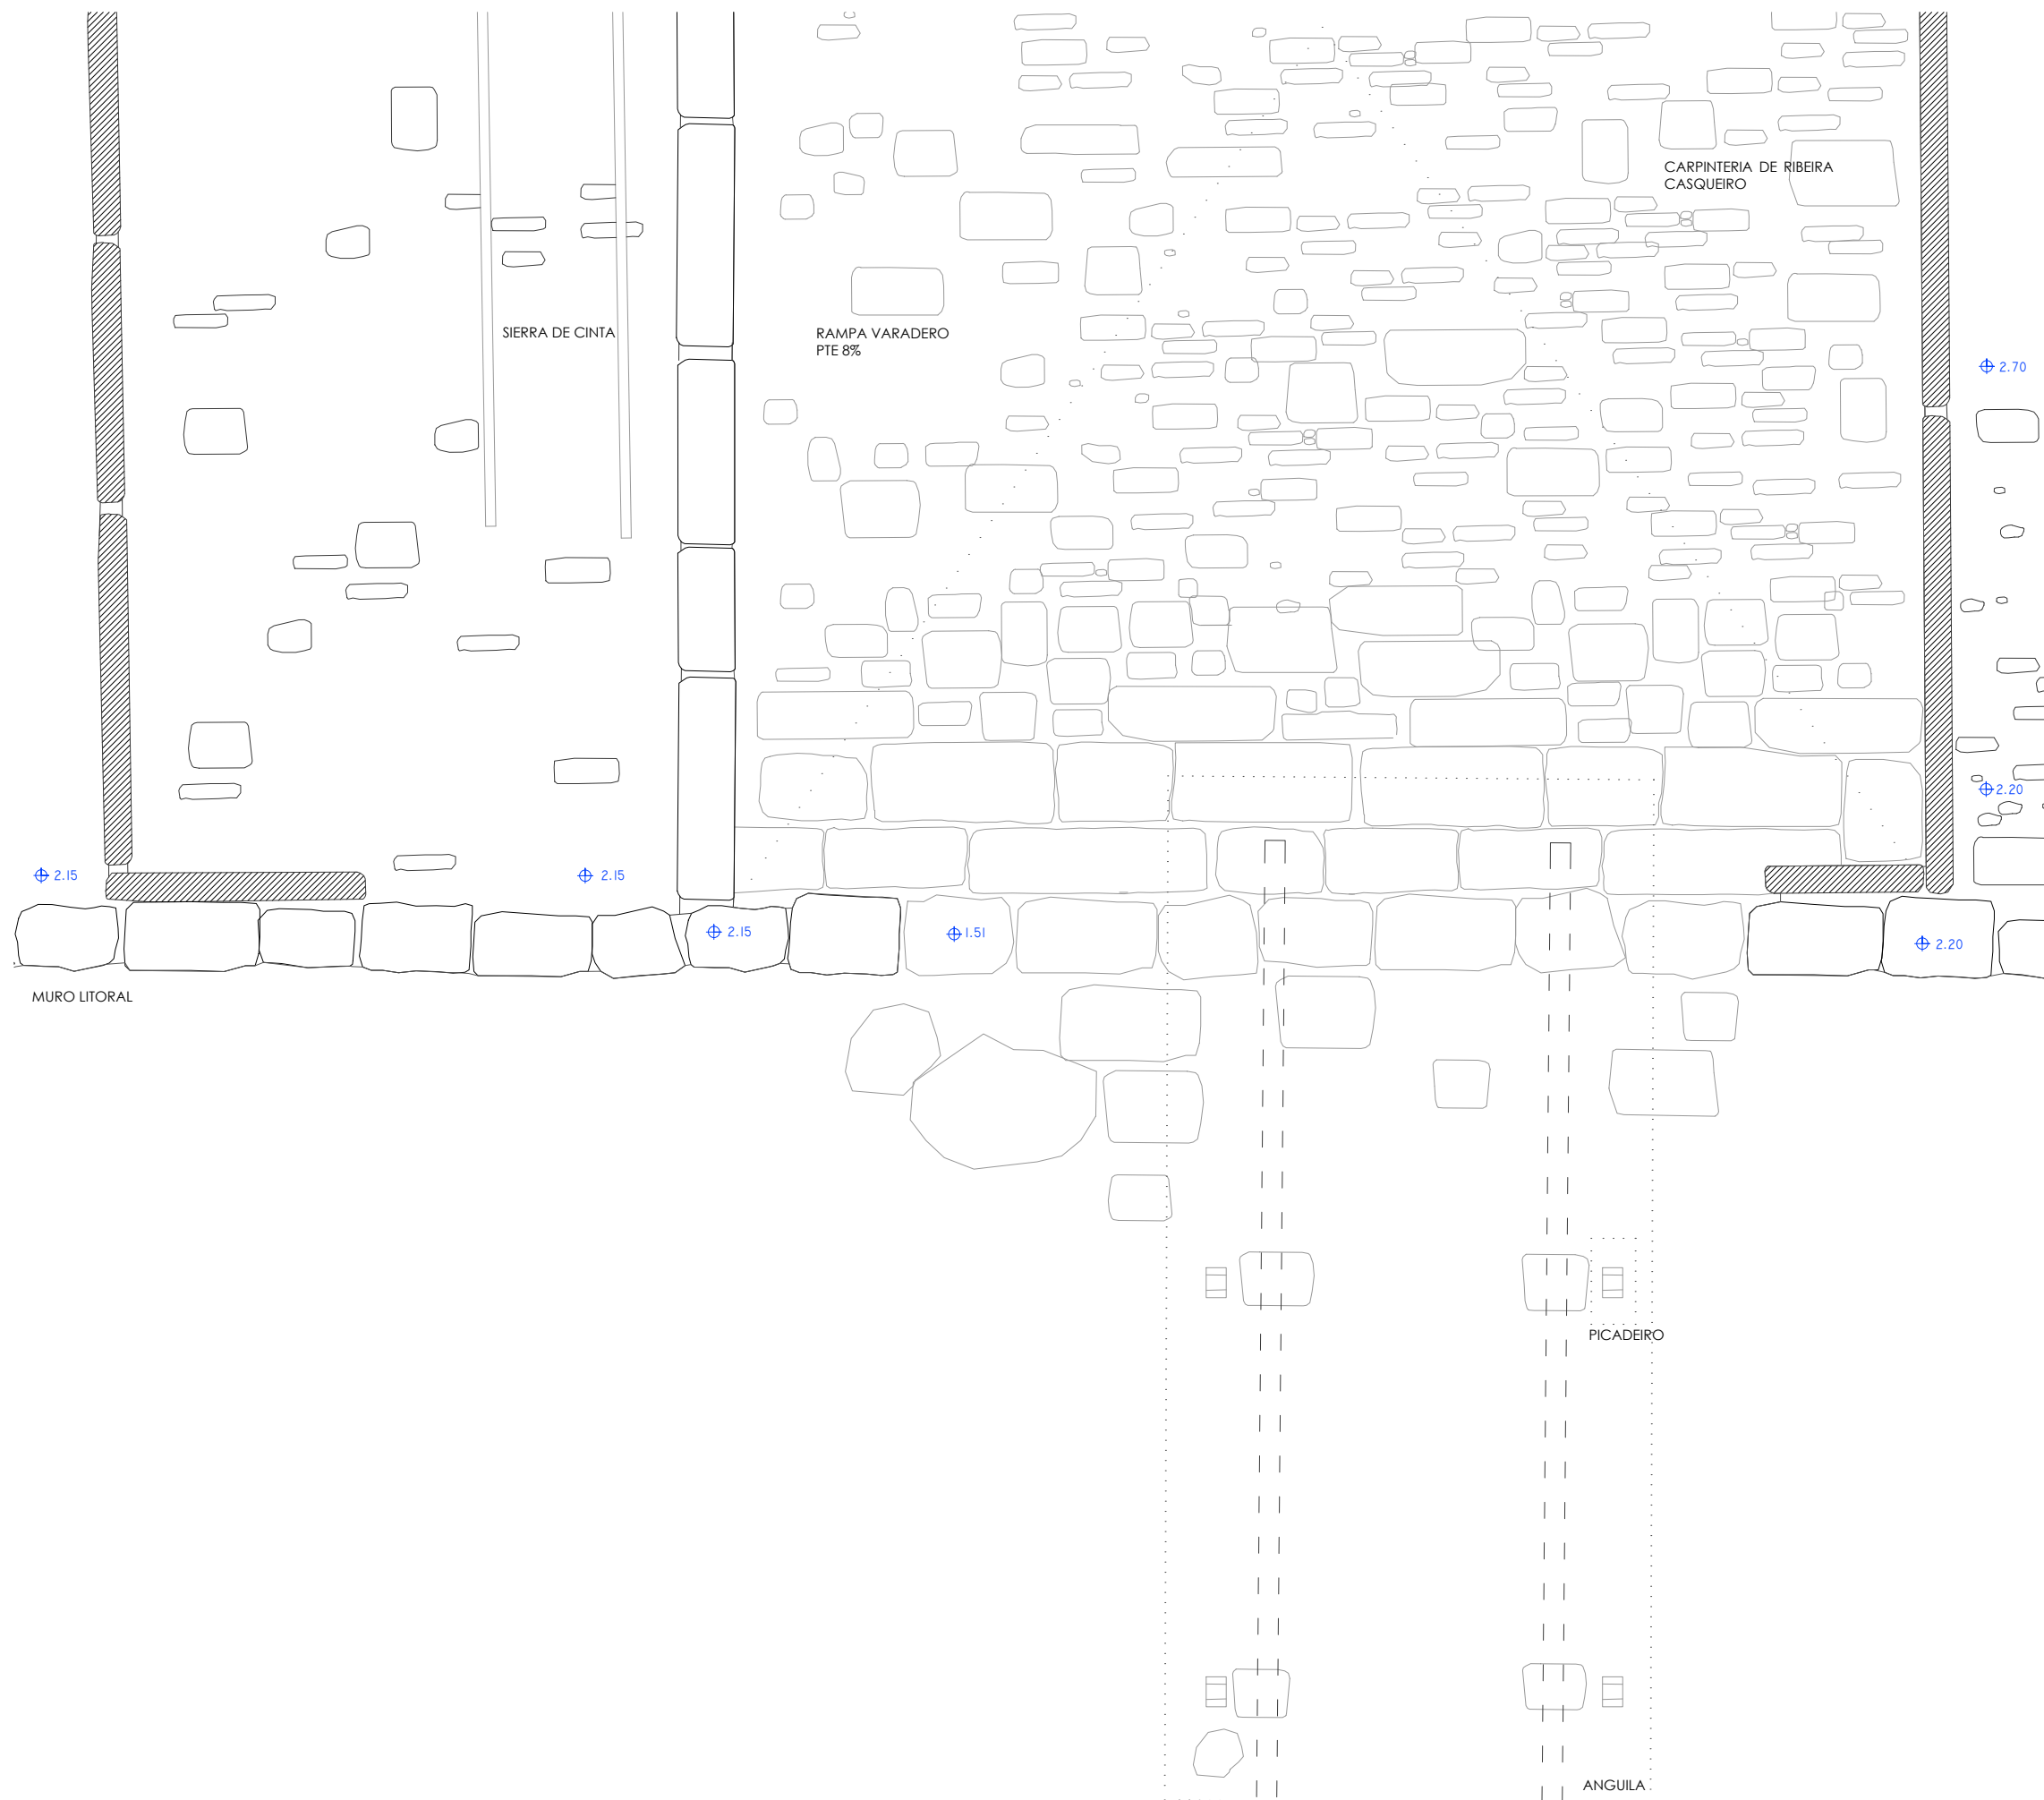 CARPINTERIA DE RIBEIRA
CASQUEIRO
SIERRA DE CINTA
RAMPA VARADERO
PTE 8%
2.70
2.20
2.15
2.15
2.15
1.51
2.20
MURO LITORAL
PICADEIRO
ANGUILA